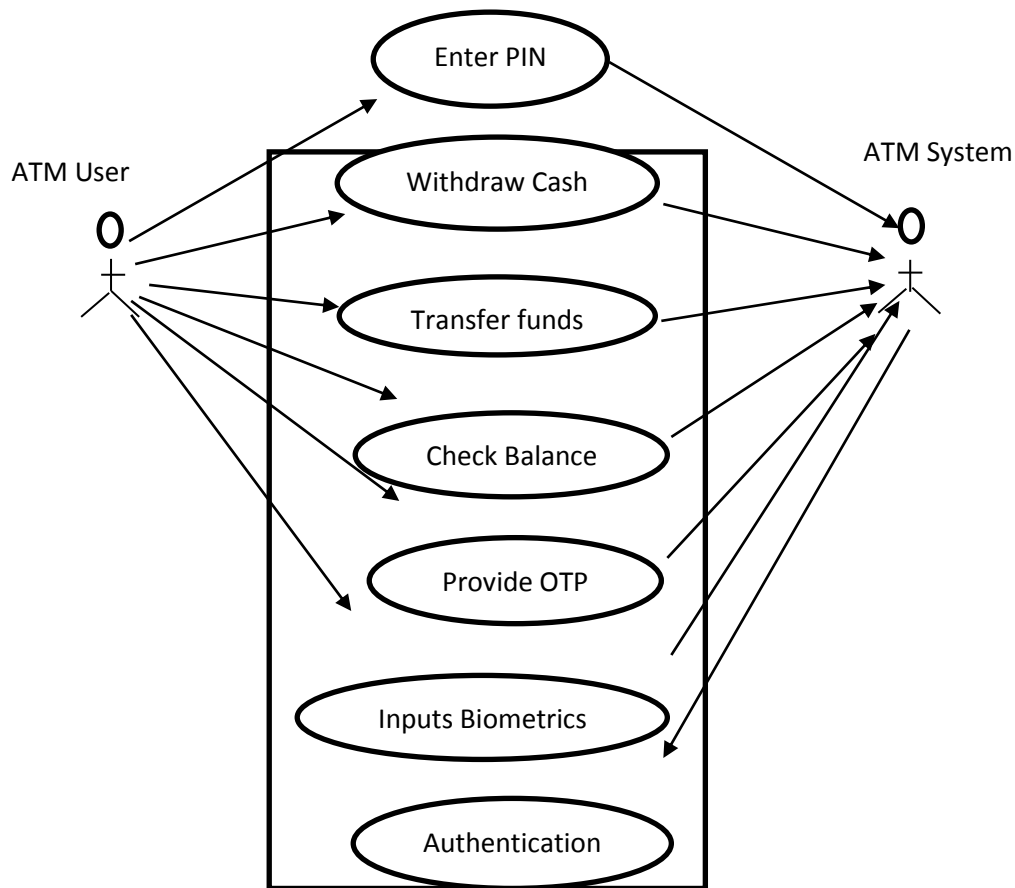 Enter PIN
ATM User
ATM System
Withdraw Cash
Transfer funds
Check Balance
Provide OTP
Inputs Biometrics
Authentication